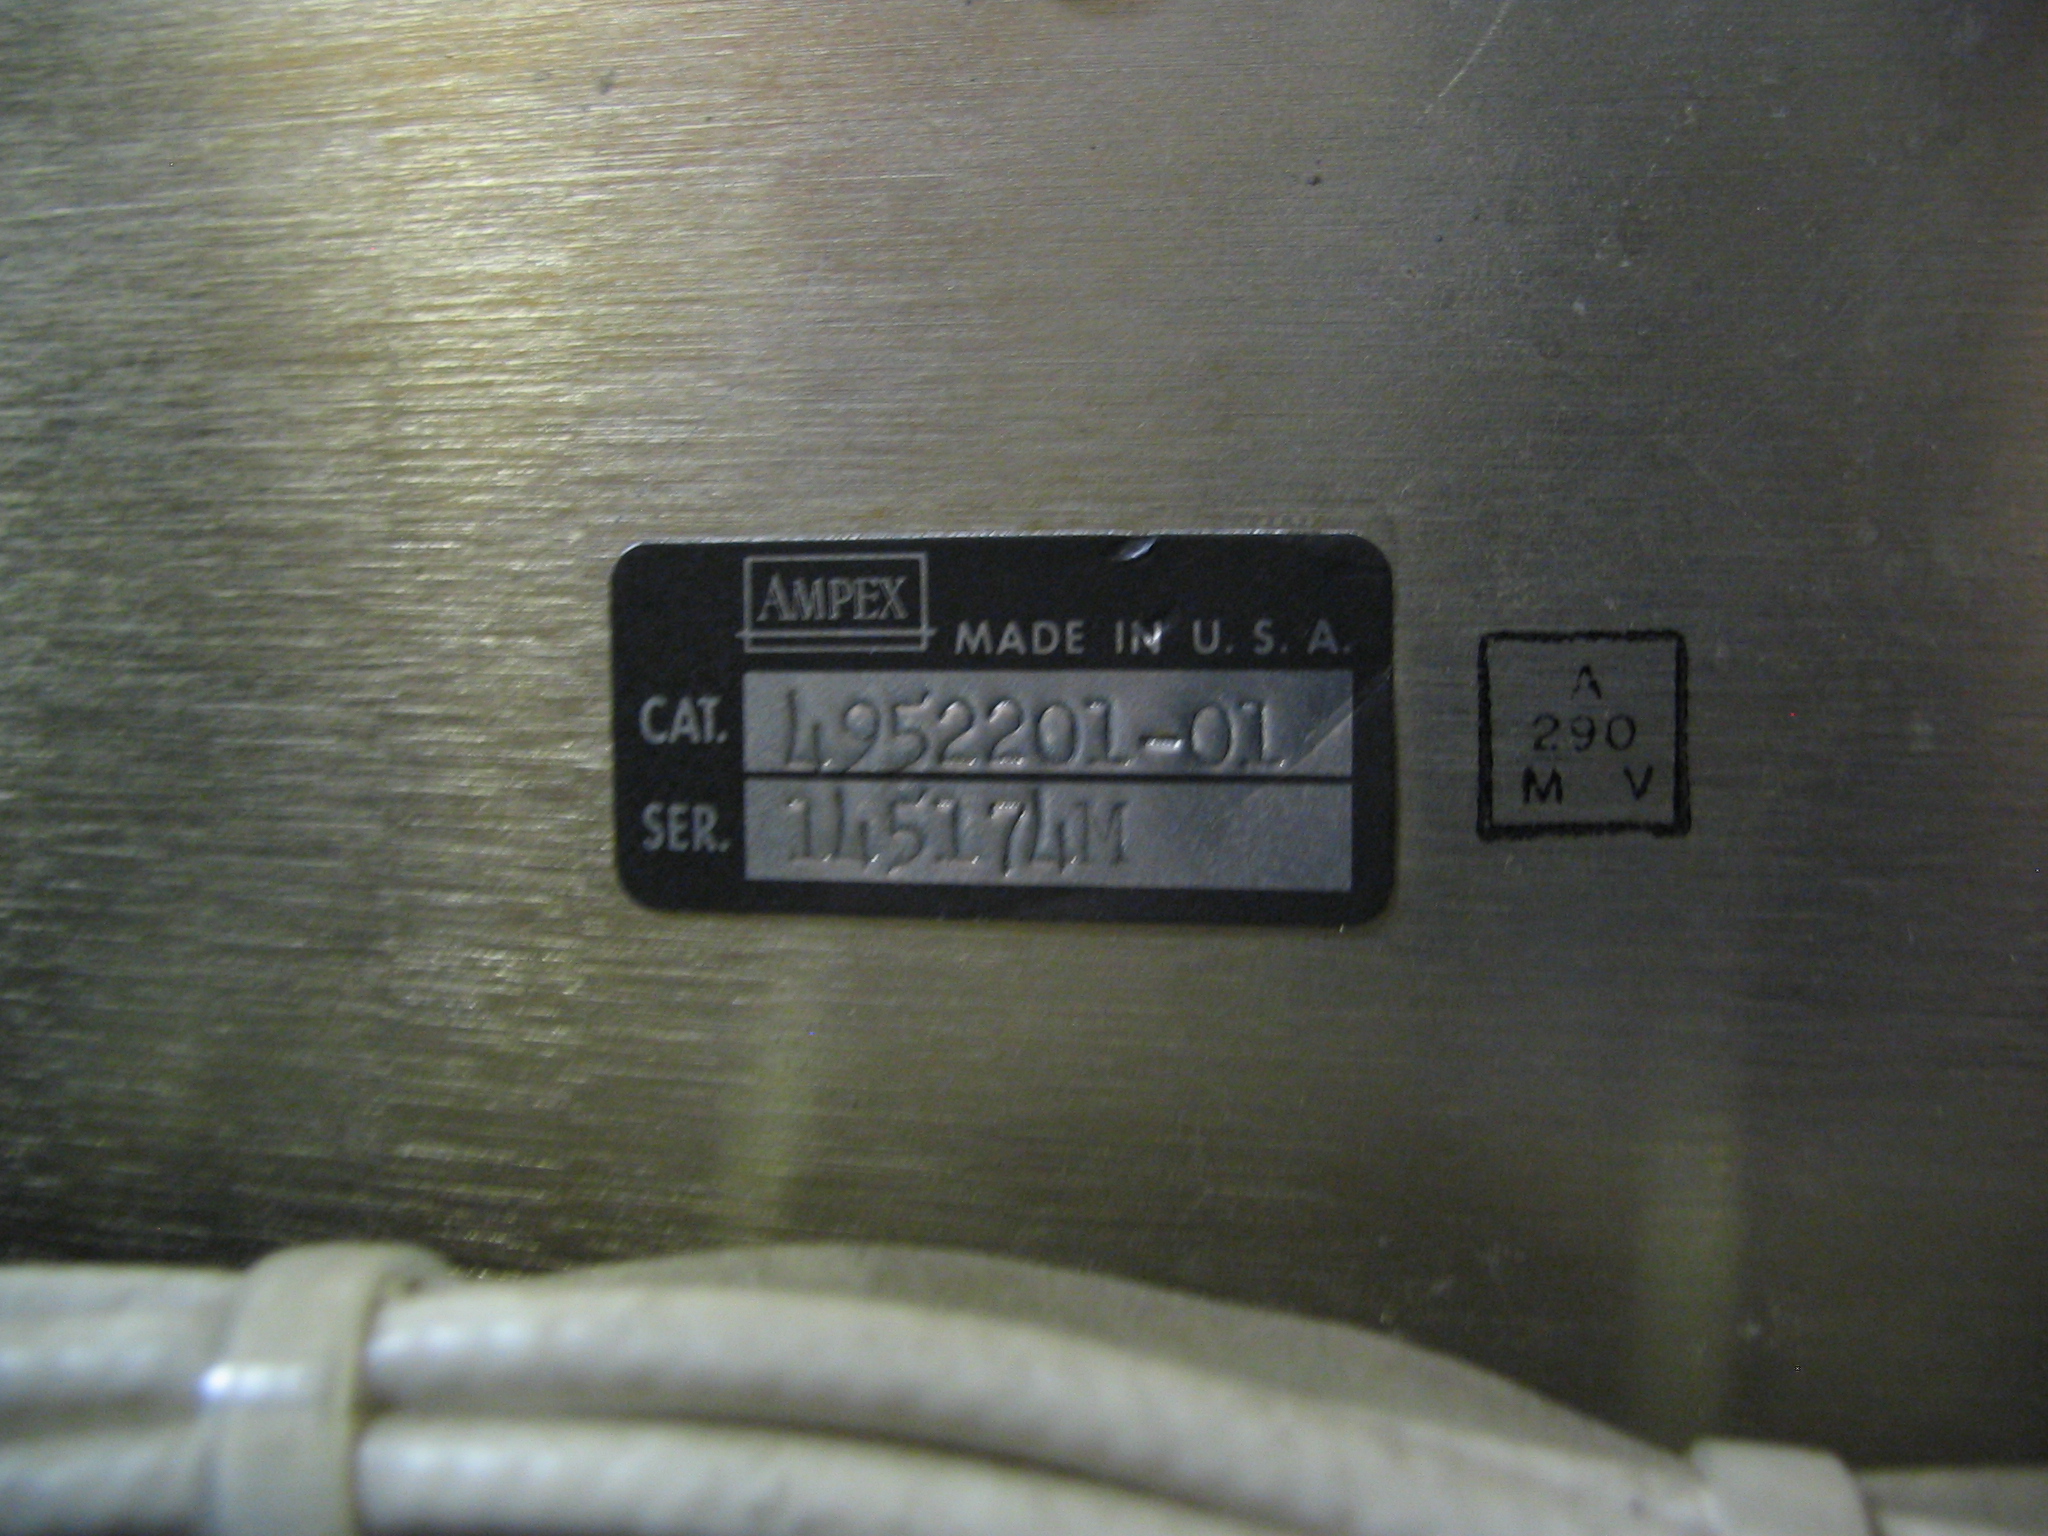 AMPEX
MADE IN U. S. A.
CAT. 4952201-01
SER. 145174M
A
290
M V